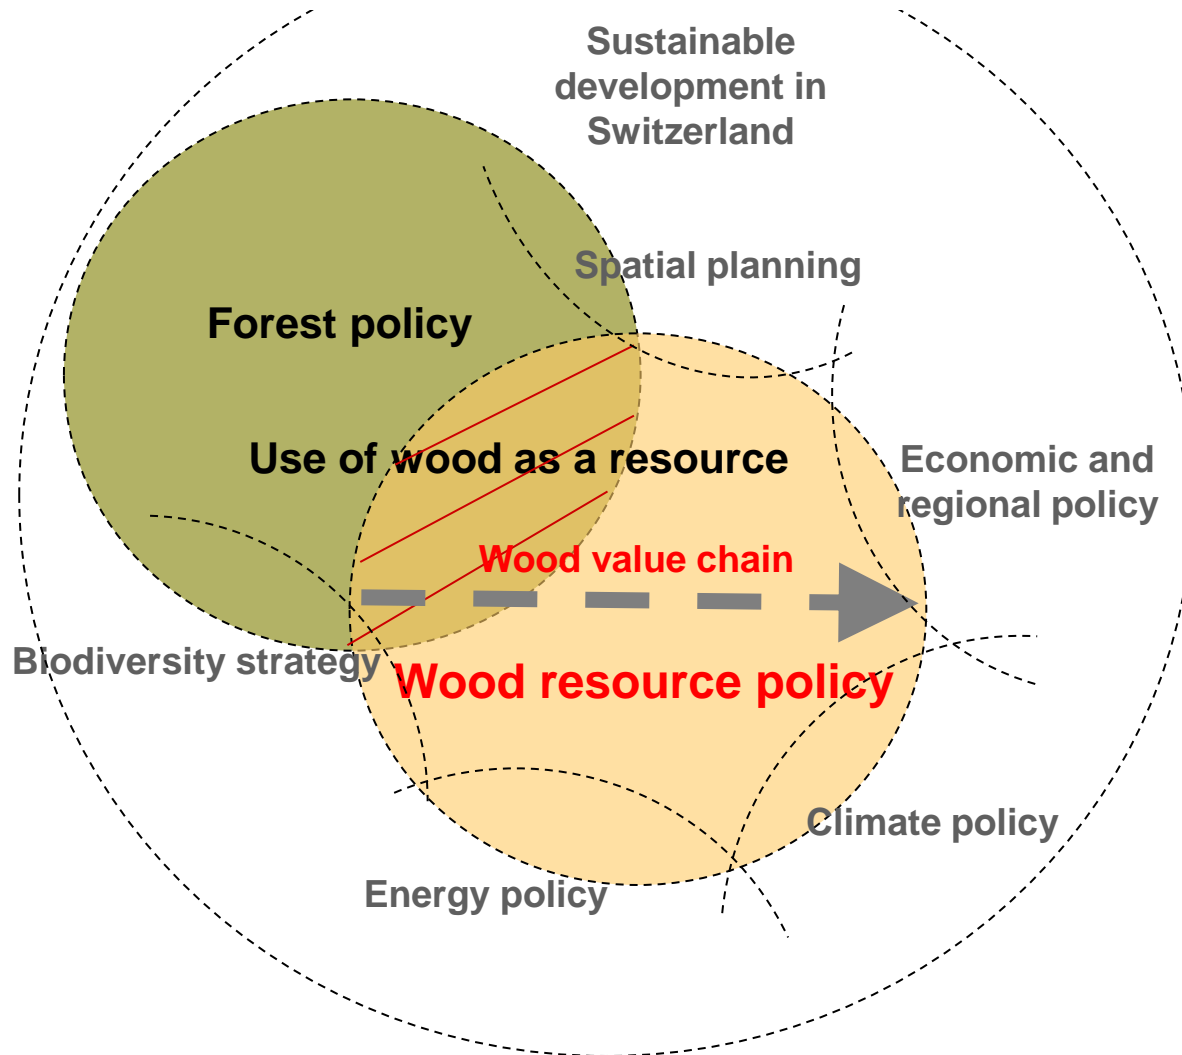 Sustainable
development in
Switzerland
Spatial planning
Forest policy
Use of wood as a resource
Economic and
regional policy
Wood value chain
Biodiversity strategy
Wood resource policy
Climate policy
Energy policy